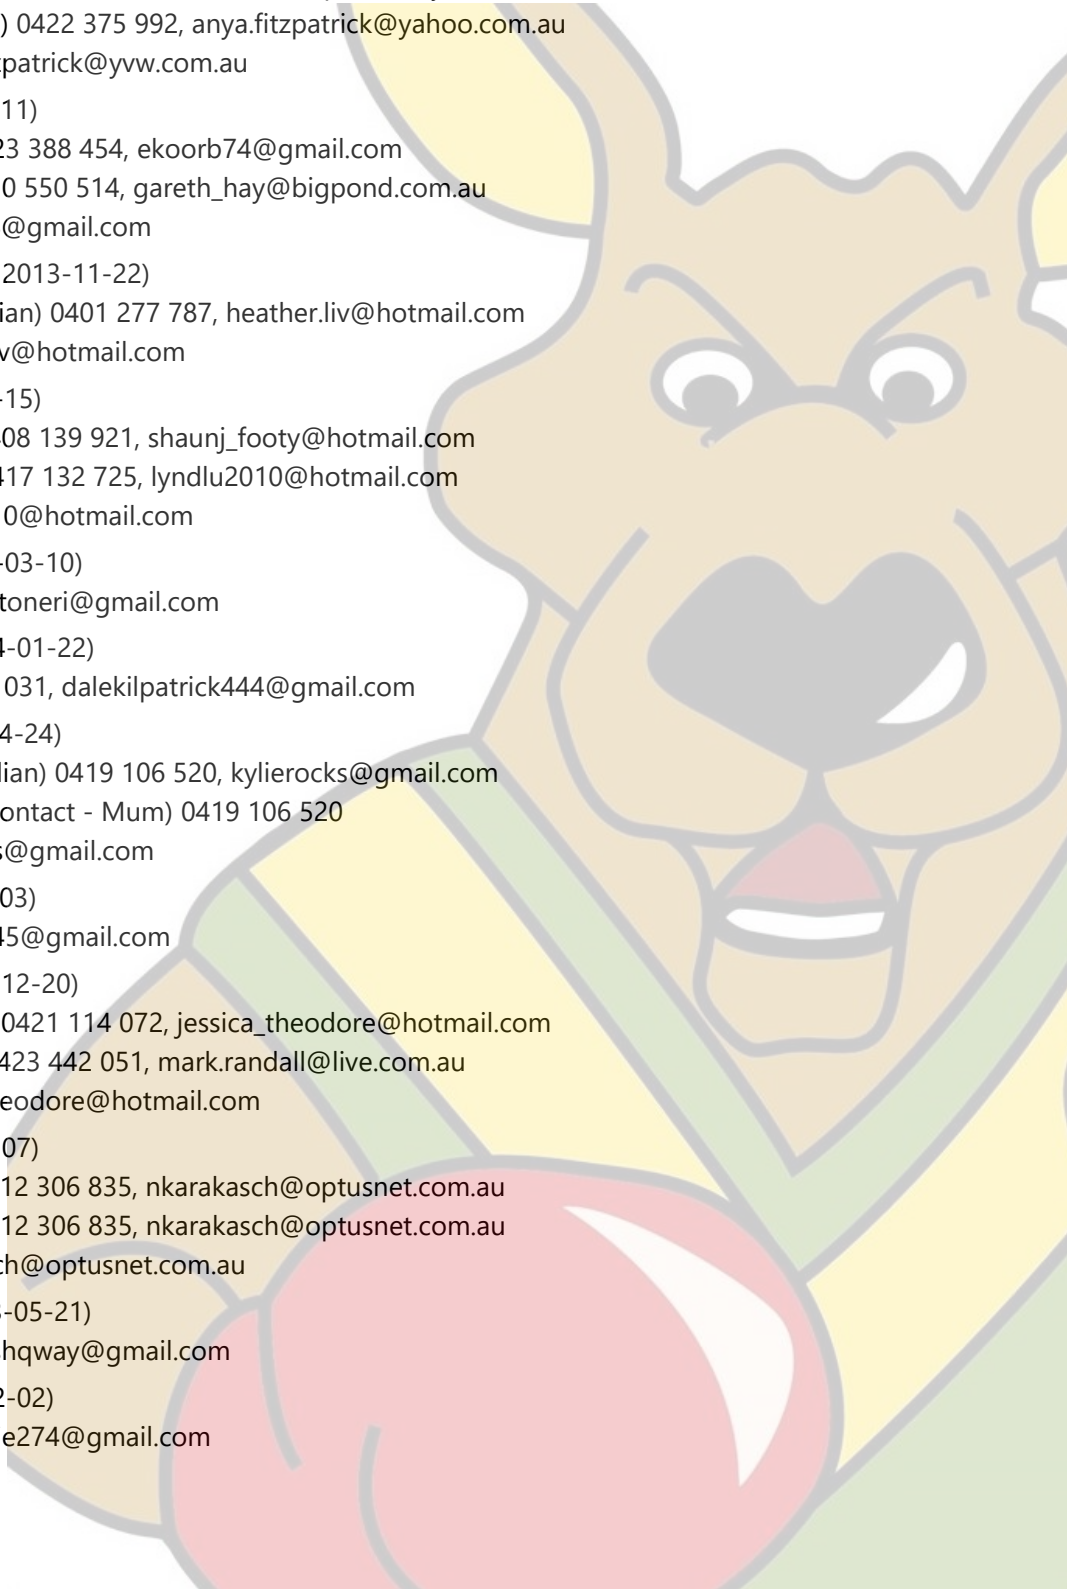 ) 0422 375 992, anya.fitzpatrick@yahoo.com.au
patrick@yvw.com.au
11)
23 388 454, ekoorb74@gmail.com
0 550 514, gareth_hay@bigpond.com.au
@gmail.com
2013-11-22)
ian) 0401 277 787, heather.liv@hotmail.com
v@hotmail.com
-15)
08 139 921, shaunj_footy@hotmail.com
417 132 725, lyndlu2010@hotmail.com
0@hotmail.com
-03-10)
toneri@gmail.com
4-01-22)
031, dalekilpatrick444@gmail.com
4-24)
lian) 0419 106 520, kylierocks@gmail.com
ontact - Mum) 0419 106 520
s@gmail.com
03)
45@gmail.com
12-20)
0421 114 072, jessica_theodore@hotmail.com
423 442 051, mark.randall@live.com.au
eodore@hotmail.com
07)
12 306 835, nkarakasch@optusnet.com.au
12 306 835, nkarakasch@optusnet.com.au
ch@optusnet.com.au
-05-21)
hqway@gmail.com
2-02)
e274@gmail.com